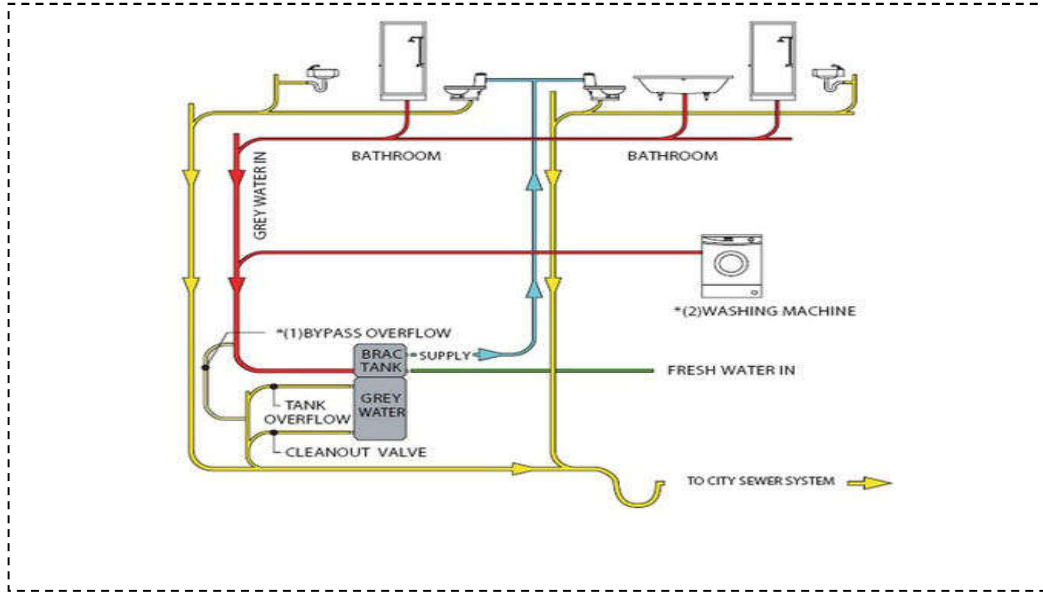 BATHROOM
BATHROOM
GREY WATER IN
*(2)WASHING MACHINE
*(1)BYPASS OVERFLOW
BRAC
TANK
SUPPLY
FRESH WATER IN
GREY
WATER
TANK
OVERFLOW
CLEANOUT VALVE
TO CITY SEWER SYSTEM